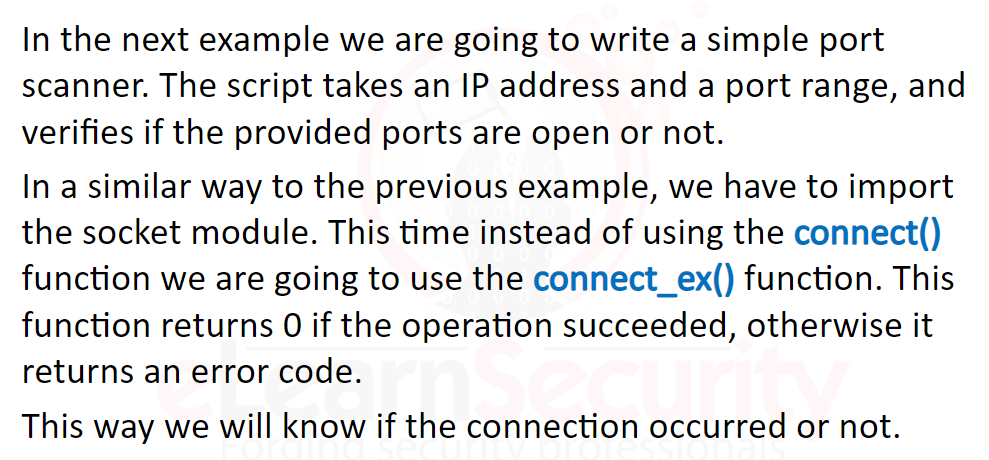 In the next example we are going to write a simple port
scanner. The script takes an IP address and a port range, and
verifies if the provided ports are open or not.
In a similar way to the previous example, we have to import
the socket module. This time instead of using the connect()
function we are going to use the connect_ex() function. This
function returns 0 if the operation succeeded, otherwise it
returns an error code.
eLearnSecurity
This way we will know if the connection occurred or not.
Forging security professionals